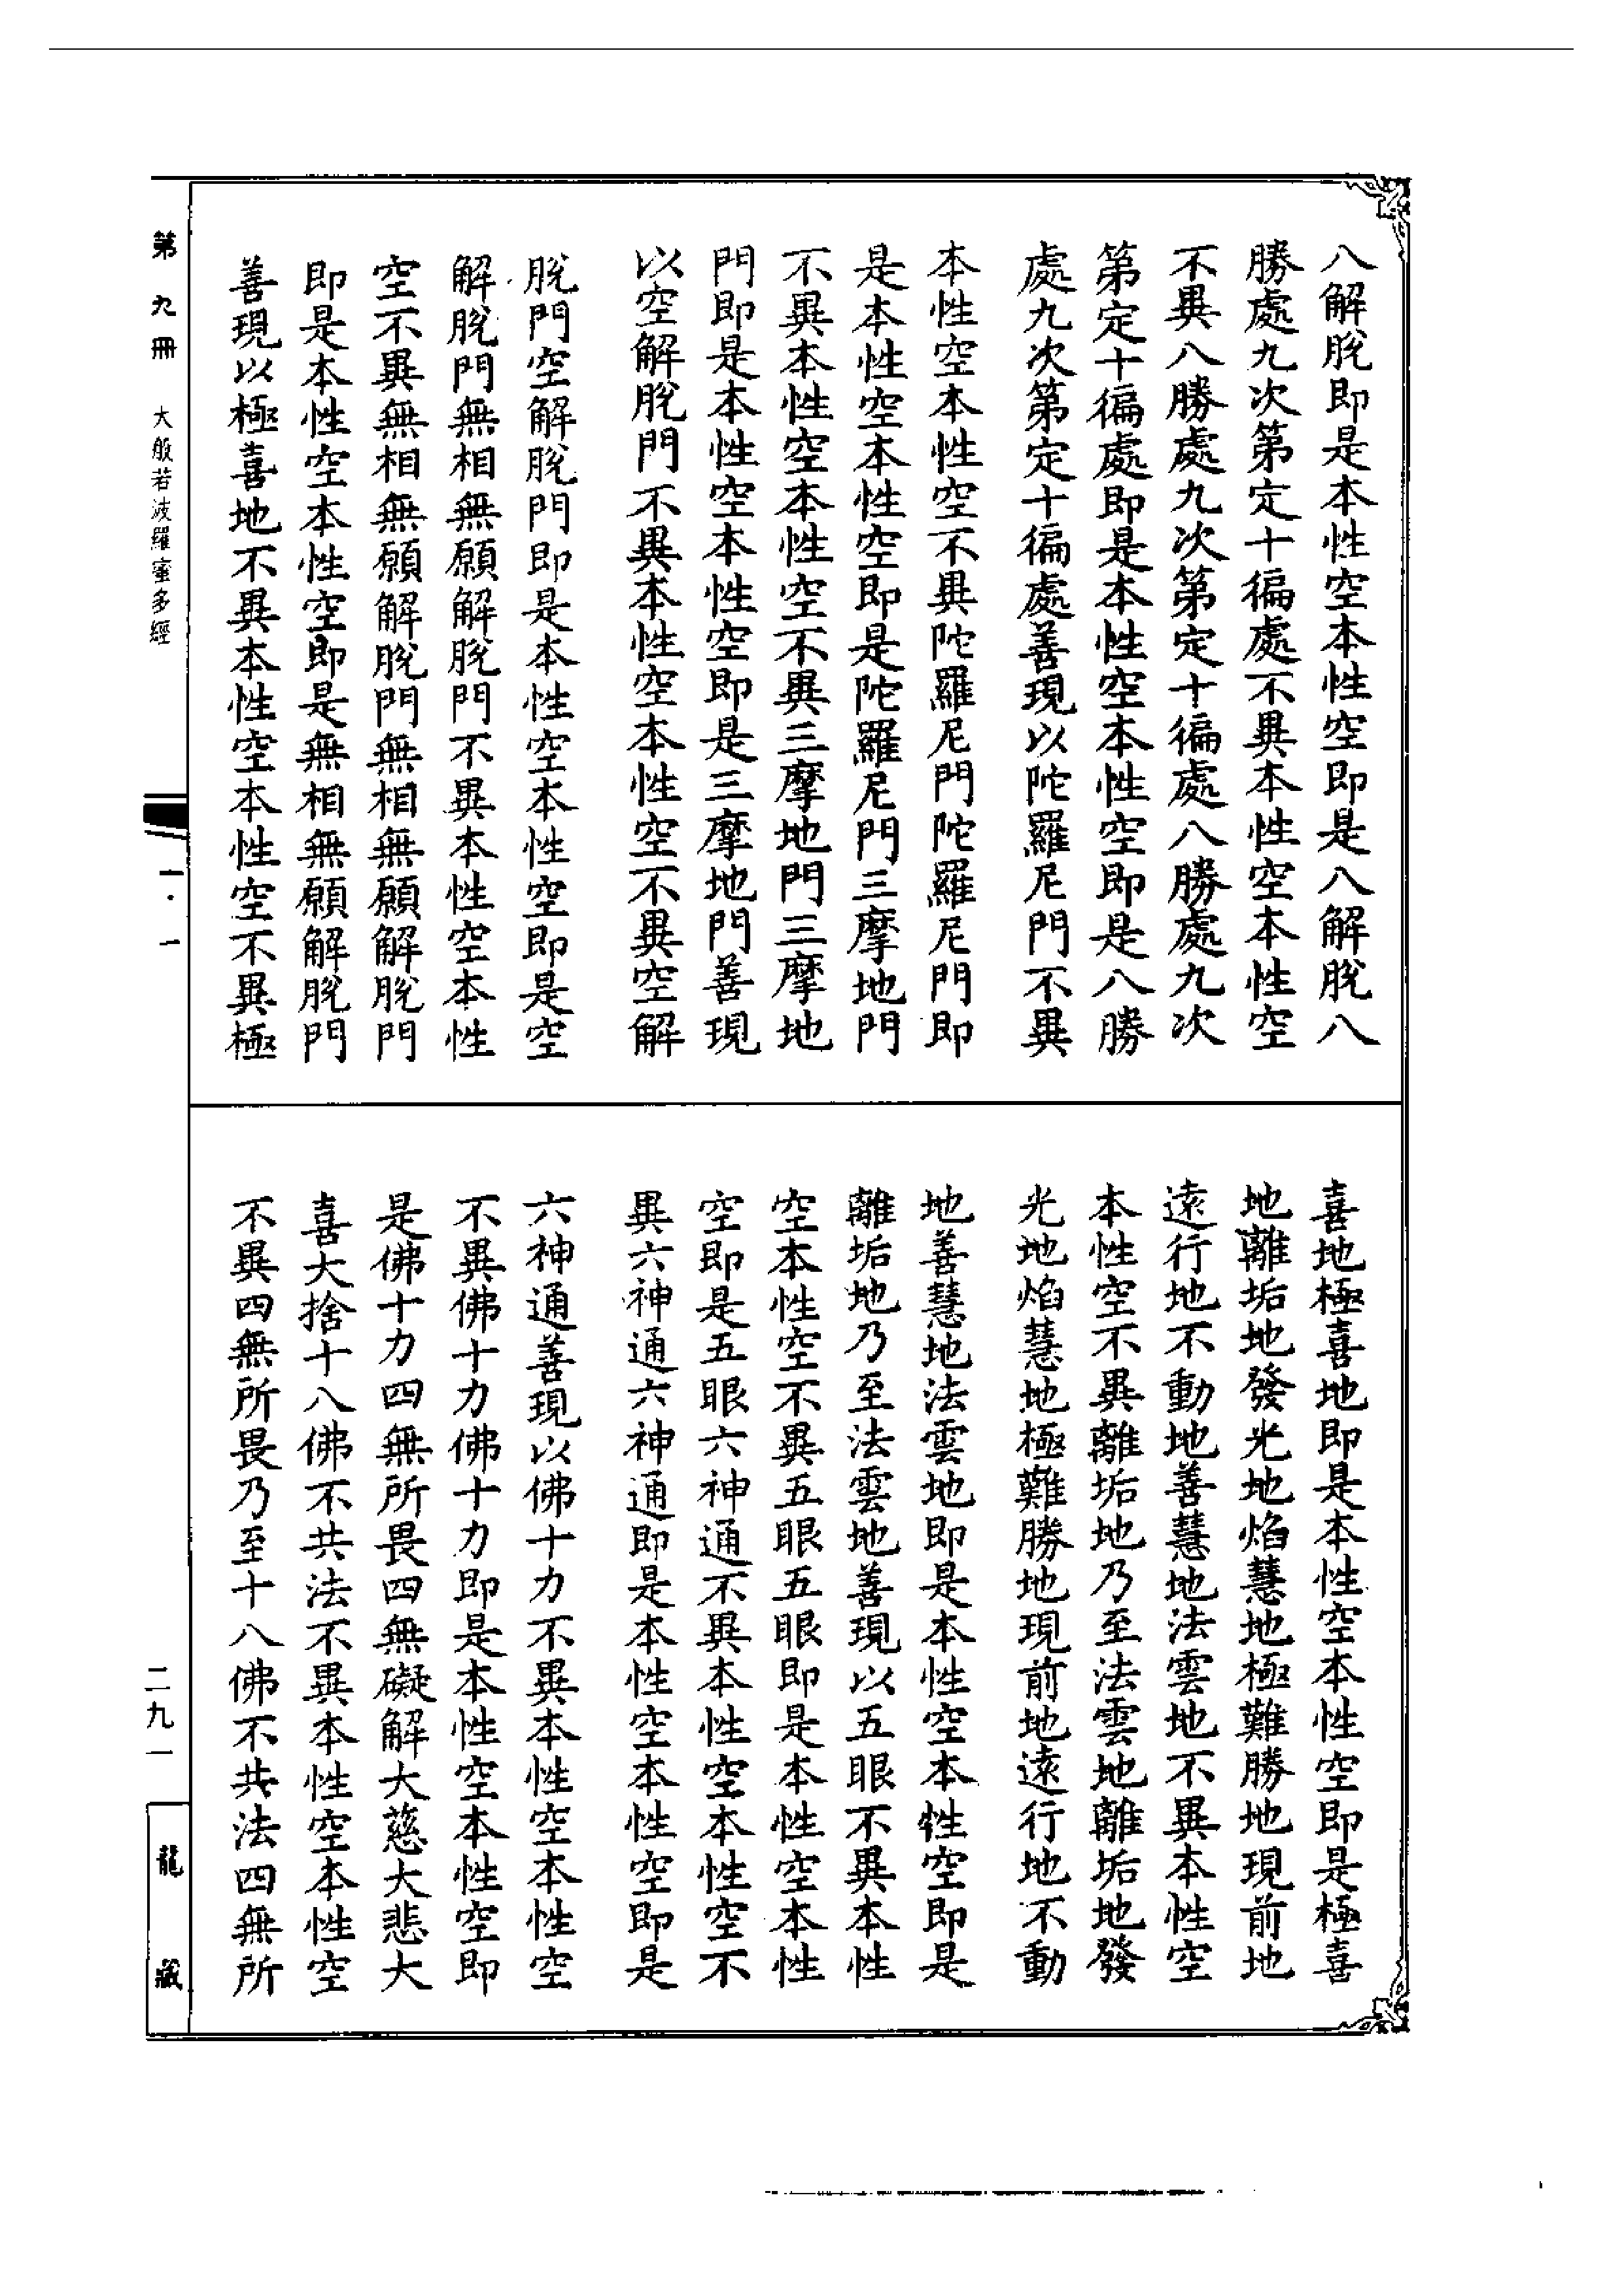 八解脫即是本性空本性空即是八解脫八
勝處九次第定十徧處不異本性空本性空
不異八勝處九次第定十徧處八勝處九次
第定十徧處即是本性空本性空即是八勝
處九次第定十徧處善現以陀羅尼門不異
本性空本性空不異陀羅尼門陀羅尼門即
是本性空本性空即是陀羅尼門三摩地門
不異本性空本性空不異三摩地門三摩地
門即是本性空本性空即是三摩地門善現
以空解脫門不異本性空本性空不異空解
脫門空解脫門即是本性空本性空即是空
解脫門無相無願解脫門不異本性空本性
空不異無相無願解脫門無相無願解脫門
即是本性空本性空即是無相無願解脫門
善現以極喜地不異本性空本性空不異極
喜地極喜地即是本性空本性空即是極喜
地離垢地發光地焰慧地極難勝地現前地
遠行地不動地善慧地法雲地不異本性空
本性空不異離垢地乃至法雲地離垢地發
光地焰慧地極難勝地現前地遠行地不動
地善慧地法雲地即是本性空本性空即是
離垢地乃至法雲地善現以五眼不異本性
空本性空不異五眼五眼即是本性空本性
空即是五眼六神通不異本性空本性空不
異六神通六神通即是本性空本性空即是
六神通善現以佛十力不異本性空本性空
不異佛十力佛十力即是本性空本性空即
是佛十力四無所畏四無礙解大慈大悲大
喜大捨十八佛不共法不異本性空本性空
不異四無所畏乃至十八佛不共法四無所
第九冊 大般若波羅蜜多經
一・一
二九一
龍藏